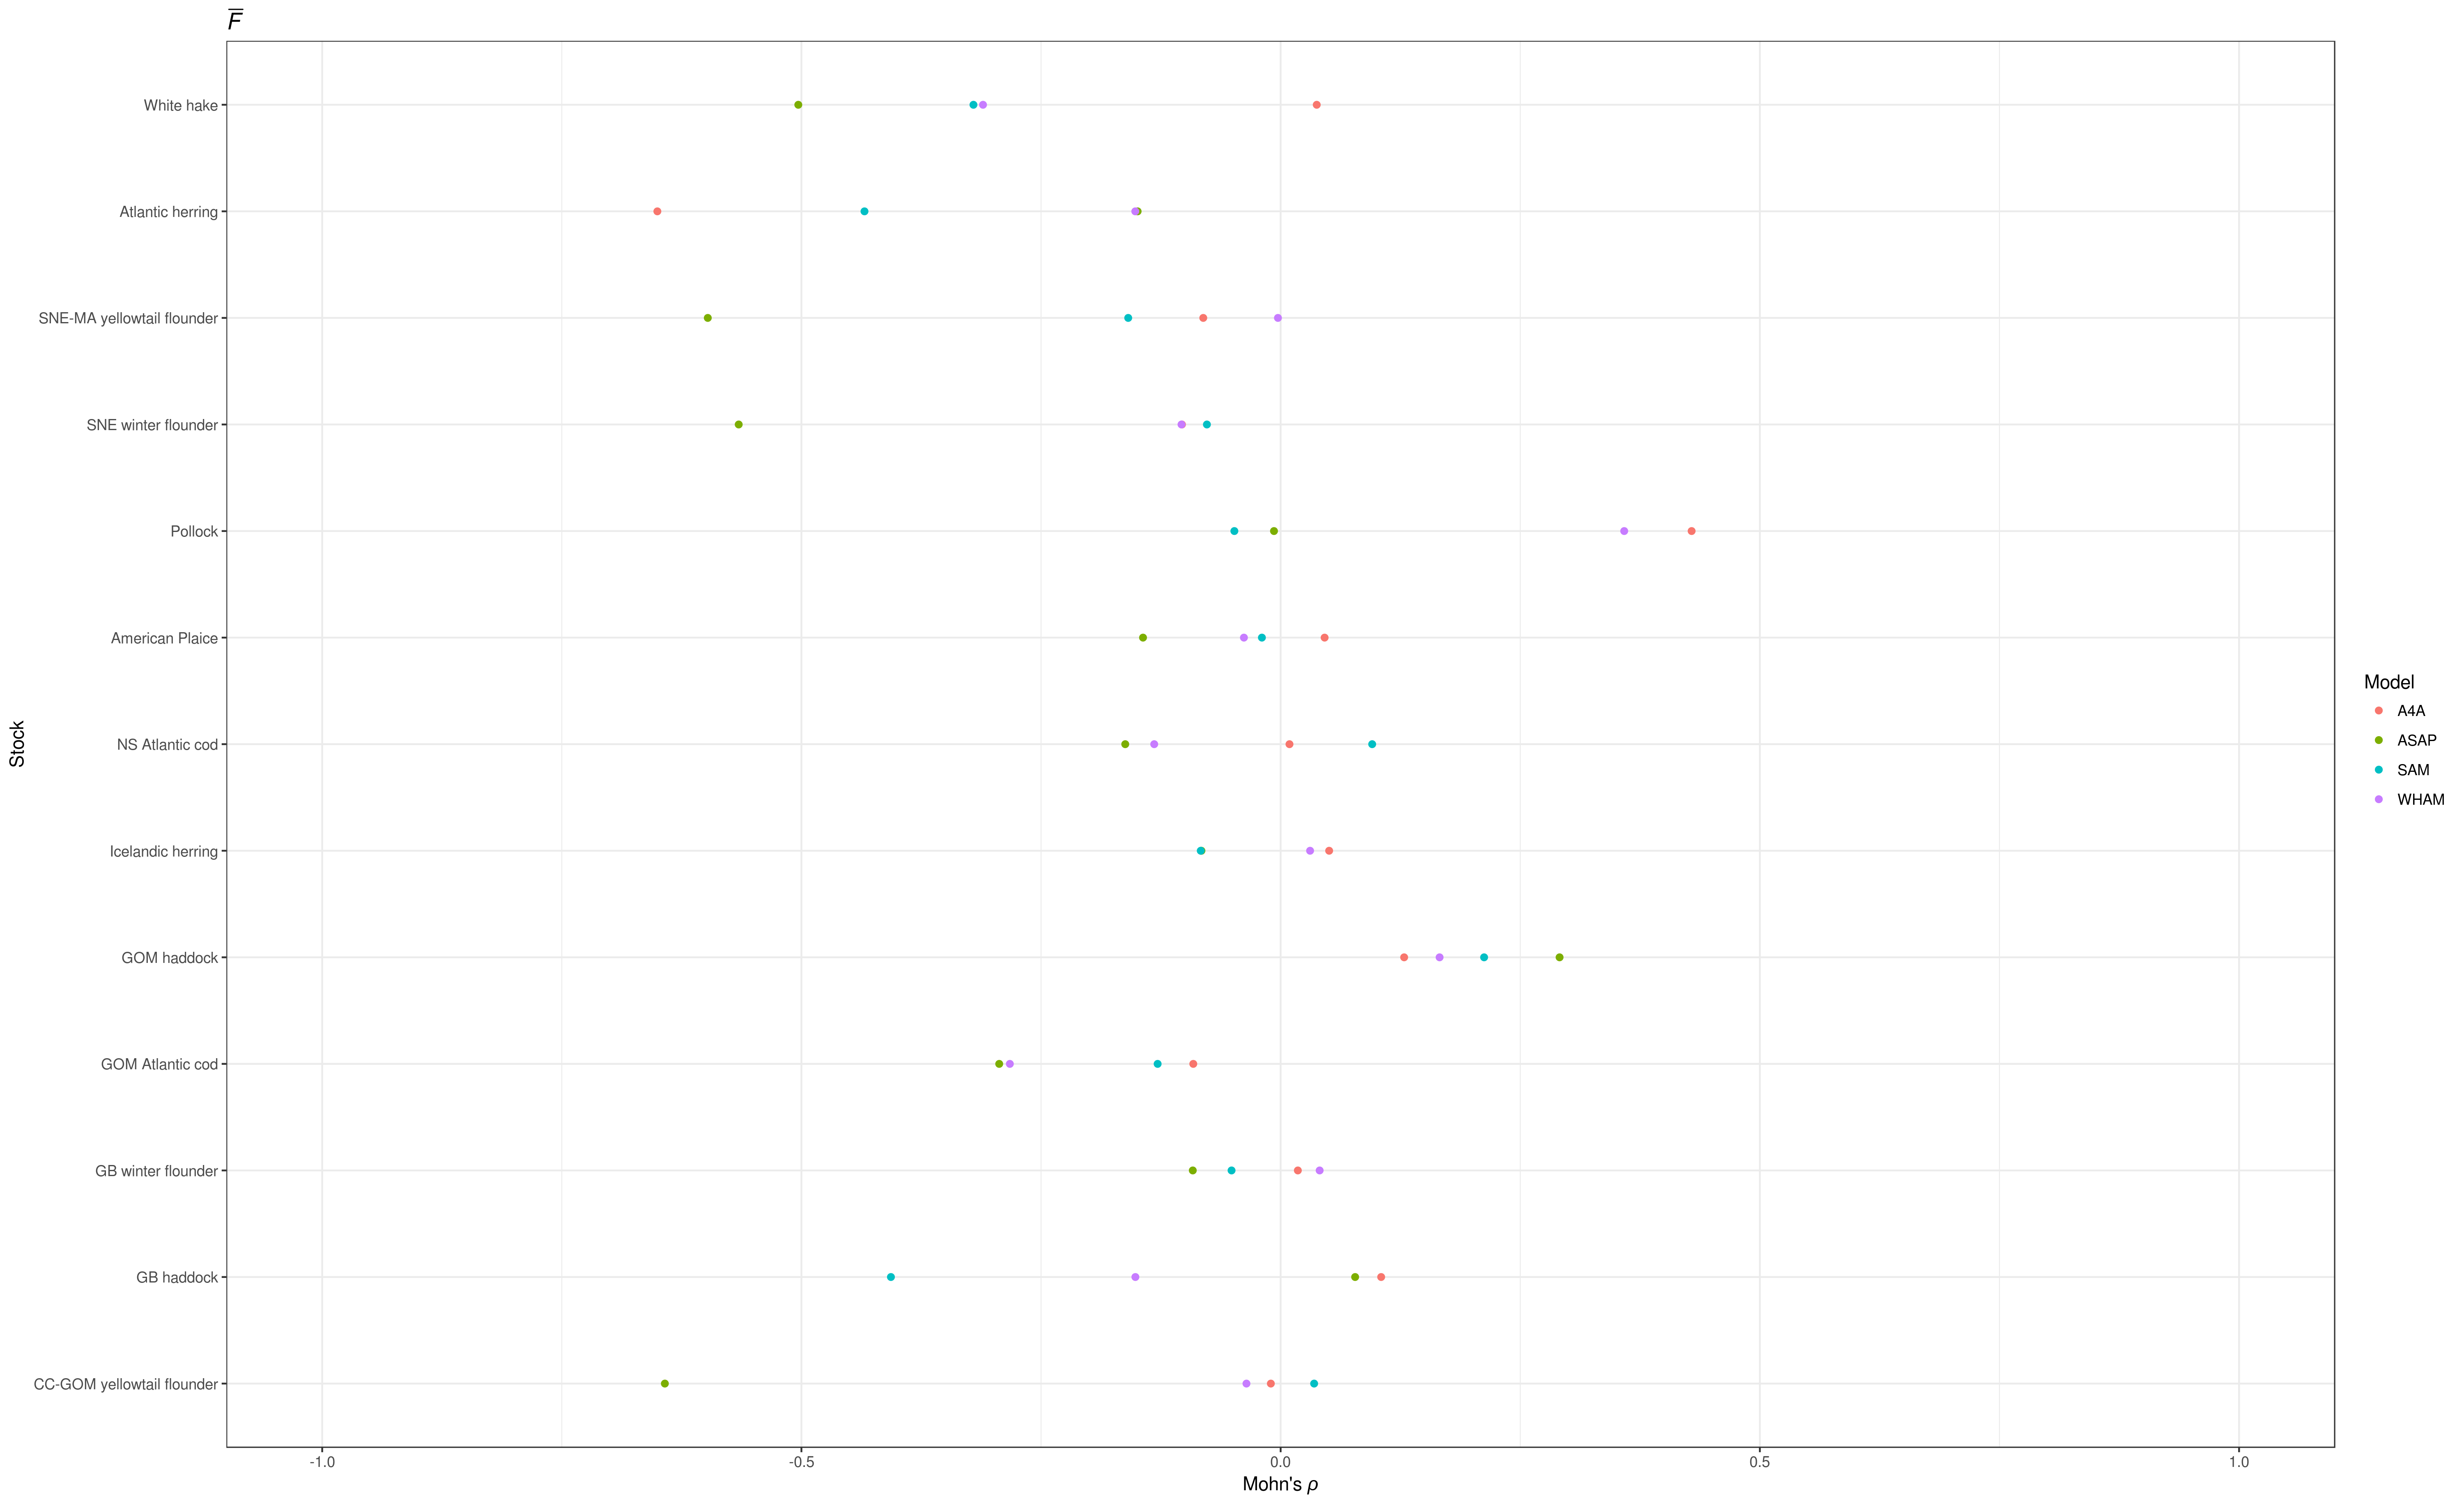 F̅
White hake
Atlantic herring
SNE-MA yellowtail flounder
SNE winter flounder
Pollock
American Plaice
NS Atlantic cod
Icelandic herring
GOM haddock
GOM Atlantic cod
GB winter flounder
GB haddock
CC-GOM yellowtail flounder
Stock
-1.0 -0.5 0.0 0.5 1.0
Mohn's ρ
Model
A4A
ASAP
SAM
WHAM